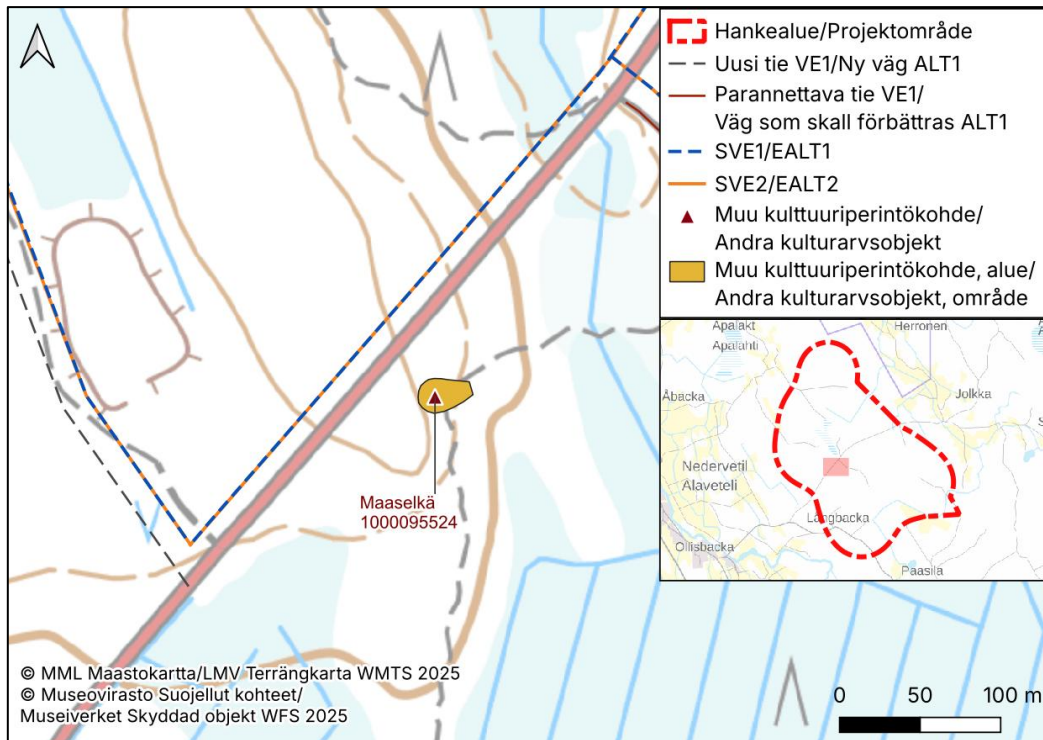 Hankealue/Projektområde
Uusi tie VE1/Ny väg ALT1
Parannettava tie VE1/
Väg som skall förbättras ALT1
SVE1/EALT1
SVE2/EALT2
Muu kulttuuriperintökohde/
Andra kulturarvsobjekt
Muu kulttuuriperintökohde, alue/
Andra kulturarvsobjekt, område
Apalakt
Apalahti
Herronen
Åbacka
Jolkka
Nedervetil
Alaveteli
Långbacka
Ollisbacka
Paasila
Maaselkä
1000095524
© MML Maastokartta/LMV Terrängkarta WMTS 2025
© Museovirasto Suojellut kohteet/
Museiverket Skyddad objekt WFS 2025
0 50 100 m